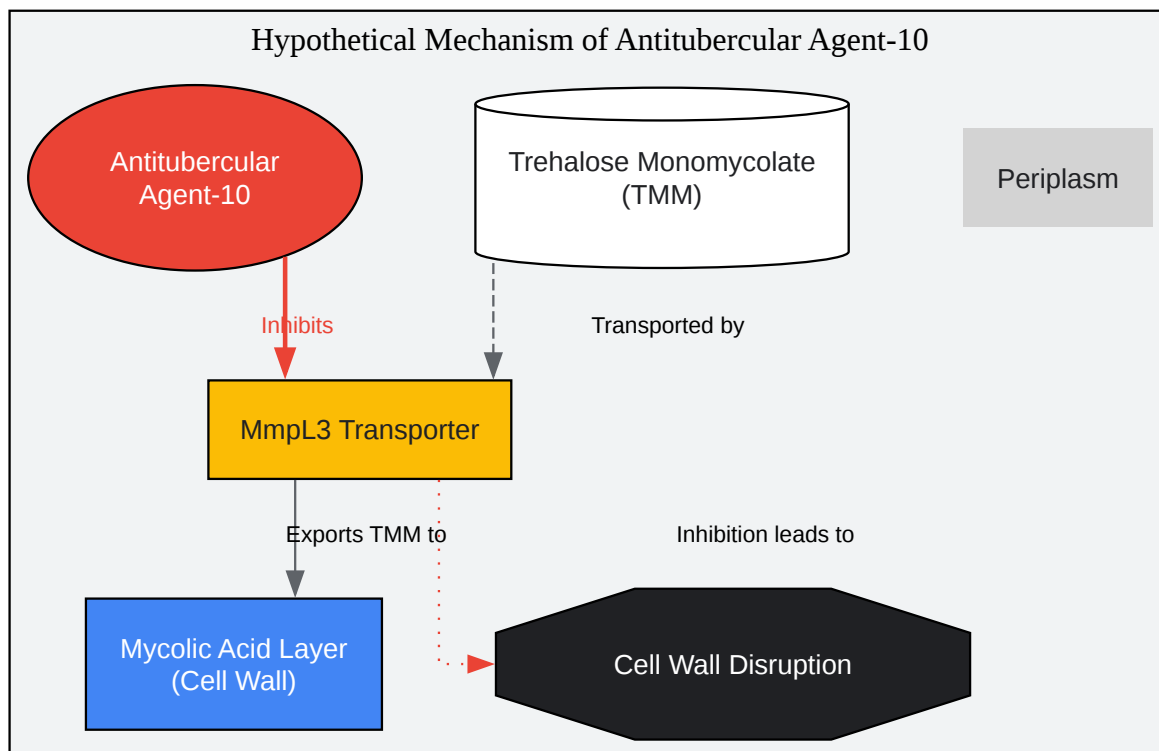 Hypothetical Mechanism of Antitubercular Agent-10
Antitubercular
Agent-10
Trehalose Monomycolate
(TMM)
Periplasm
Inhibits
Transported by
MmpL3 Transporter
Exports TMM to
Inhibition leads to
Mycolic Acid Layer
(Cell Wall)
Cell Wall Disruption